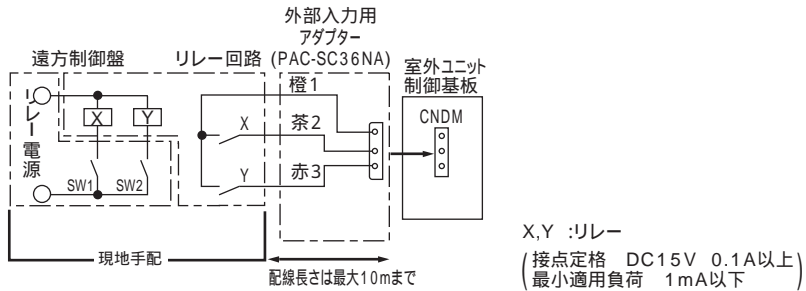 外部入力用
アダプター
(PAC-SC36NA)
遠方制御盤
リレー回路
室外ユニット
制御基板
リレー電源
X
Y
SW1
SW2
X
Y
橙1
茶2
赤3
CNDM
現地手配
配線長さは最大10mまで
X,Y :リレー
接点定格 DC15V 0.1A以上
最小適用負荷 1mA以下